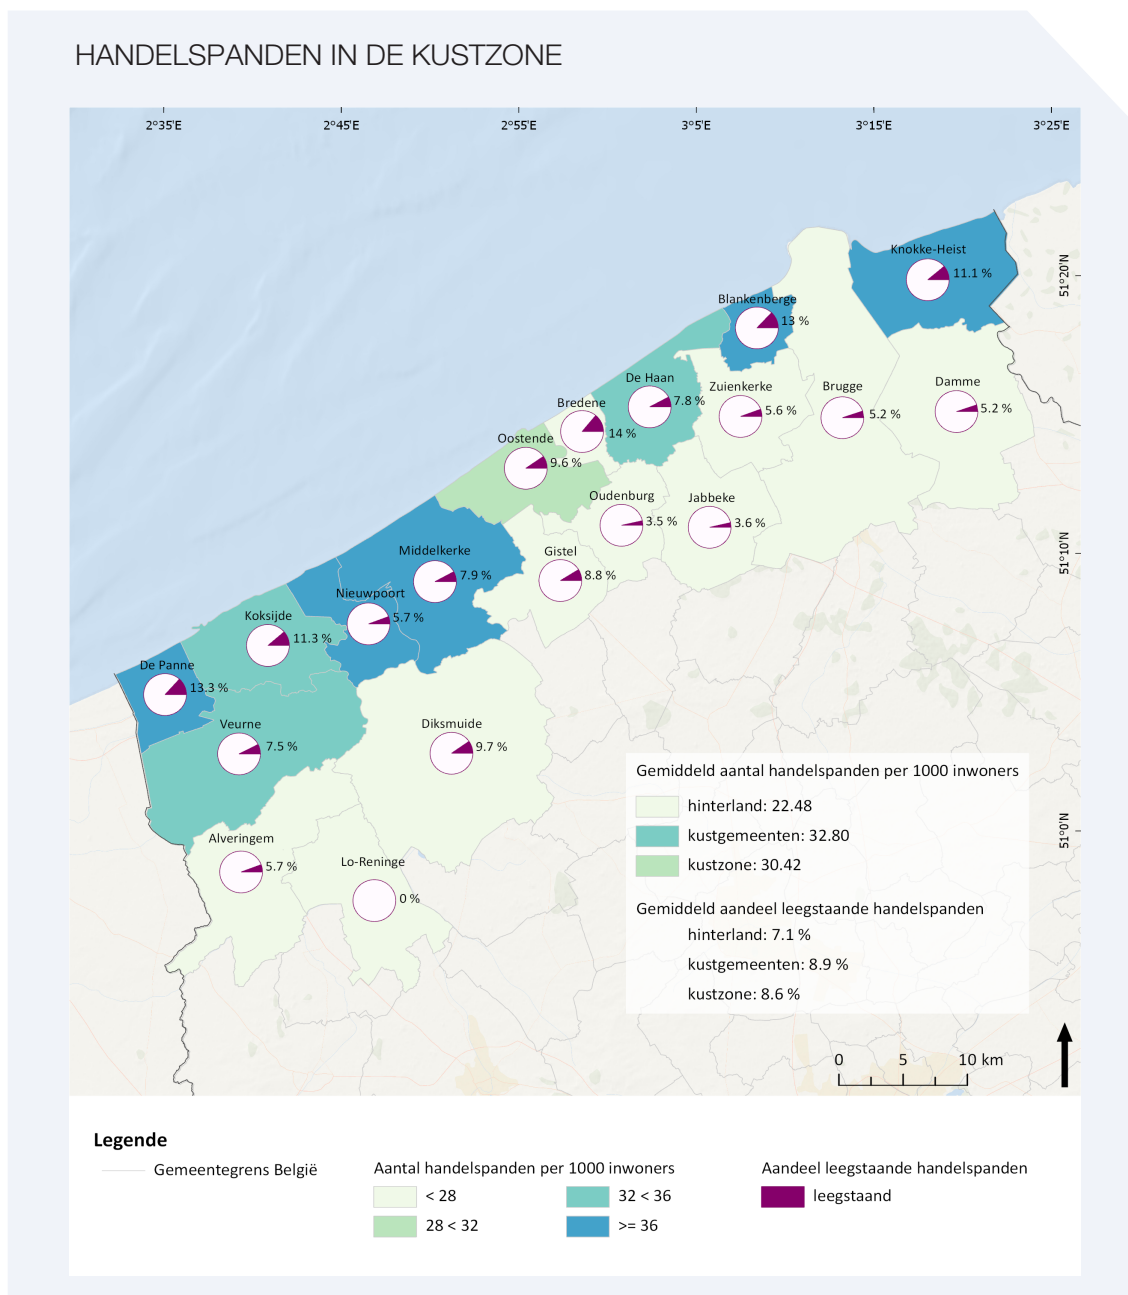 HANDELSPANDEN IN DE KUSTZONE
2°35'E 2°45'E 2°55'E 3°5'E 3°15'E 3°25'E
51°20'N
51°10'N
51°0'N
Knokke-Heist
11.1 %
Blankenberge
13 %
De Haan
7.8 %
Zuienkerke
5.6 %
Brugge
5.2 %
Damme
5.2 %
Bredene
14 %
Oostende
9.6 %
Oudenburg
3.5 %
Jabbeke
3.6 %
Middelkerke
7.9 %
Gistel
8.8 %
Nieuwpoort
5.7 %
Koksijde
11.3 %
De Panne
13.3 %
Veurne
7.5 %
Diksmuide
9.7 %
Alveringem
5.7 %
Lo-Reninge
0 %
Gemiddeld aantal handelspanden per 1000 inwoners
hinterland: 22.48
kustgemeenten: 32.80
kustzone: 30.42
Gemiddeld aandeel leegstaande handelspanden
hinterland: 7.1 %
kustgemeenten: 8.9 %
kustzone: 8.6 %
0 5 10 km
Legende
Gemeentegrens België
Aantal handelspanden per 1000 inwoners
< 28
28 < 32
32 < 36
>= 36
Aandeel leegstaande handelspanden
leegstaand